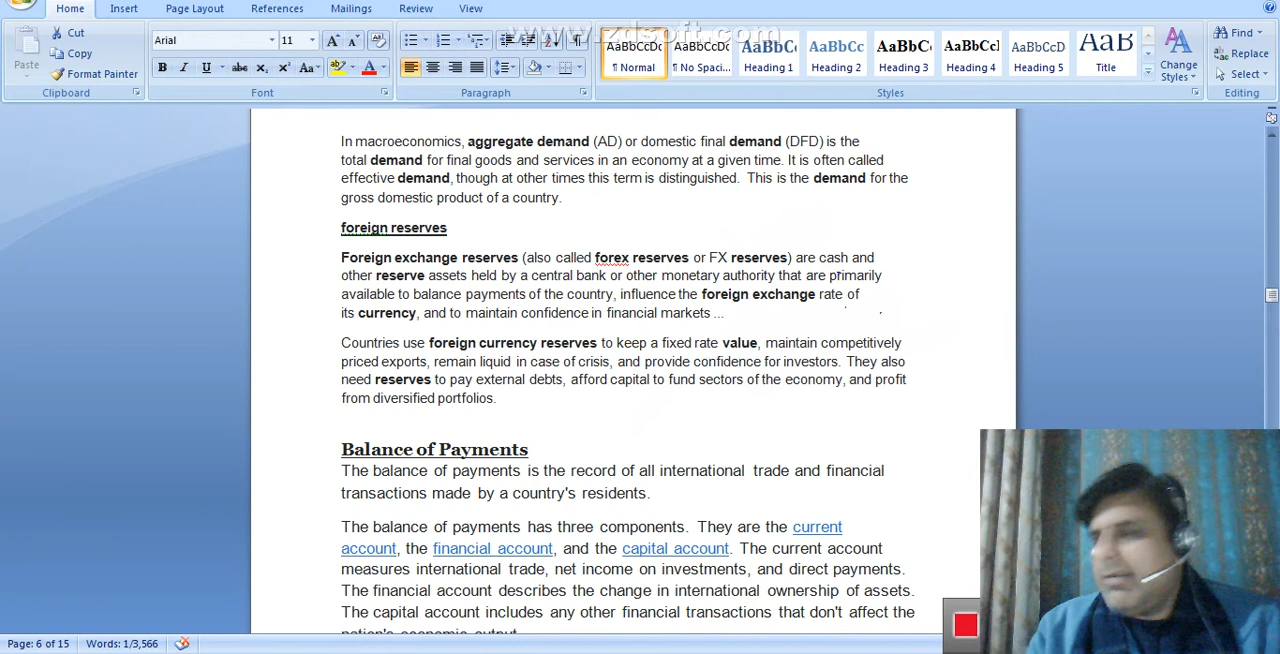 Home Insert Page Layout References Mailings Review View
www.izdsoft.com
Paste
Cut
Copy
Format Painter
Clipboard
Arial 11
Font
Paragraph
AaBbCcDc AaBbCcDc AaBbC AaBbCc AaBbC AaBbCcI AaBbCcD AaB
¶ Normal ¶ No Spaci... Heading 1 Heading 2 Heading 3 Heading 4 Heading 5 Title
Styles
Change
Styles
Find
Replace
Select
Editing
In macroeconomics, aggregate demand (AD) or domestic final demand (DFD) is the
total demand for final goods and services in an economy at a given time. It is often called
effective demand, though at other times this term is distinguished. This is the demand for the
gross domestic product of a country.
foreign reserves
Foreign exchange reserves (also called forex reserves or FX reserves) are cash and
other reserve assets held by a central bank or other monetary authority that are primarily
available to balance payments of the country, influence the foreign exchange rate of
its currency, and to maintain confidence in financial markets ...
Countries use foreign currency reserves to keep a fixed rate value, maintain competitively
priced exports, remain liquid in case of crisis, and provide confidence for investors. They also
need reserves to pay external debts, afford capital to fund sectors of the economy, and profit
from diversified portfolios.
Balance of Payments
The balance of payments is the record of all international trade and financial
transactions made by a country's residents.
The balance of payments has three components. They are the current
account, the financial account, and the capital account. The current account
measures international trade, net income on investments, and direct payments.
The financial account describes the change in international ownership of assets.
The capital account includes any other financial transactions that don't affect the
nation's economic output.
Page: 6 of 15 Words: 1/3,566